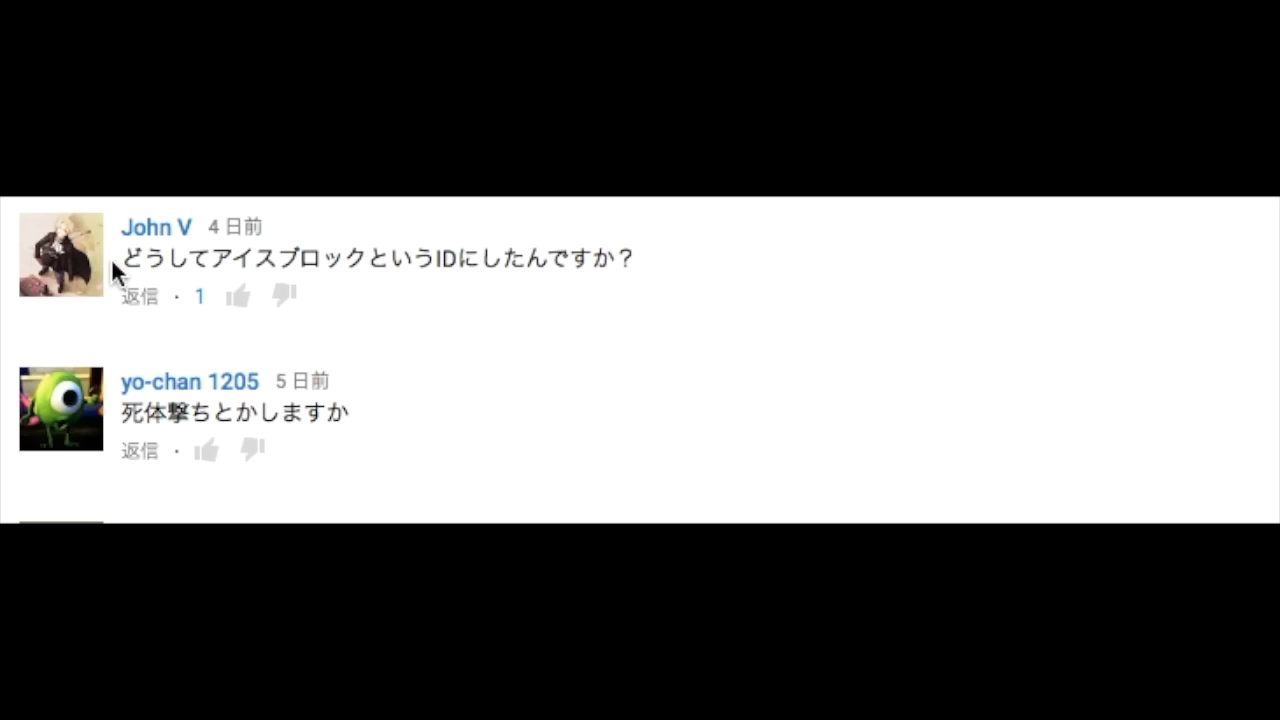 John V 4 日前
どうしてアイスブロックというIDにしたんですか？
返信 · 1
yo-chan 1205 5 日前
死体撃ちとかしますか
返信 ·